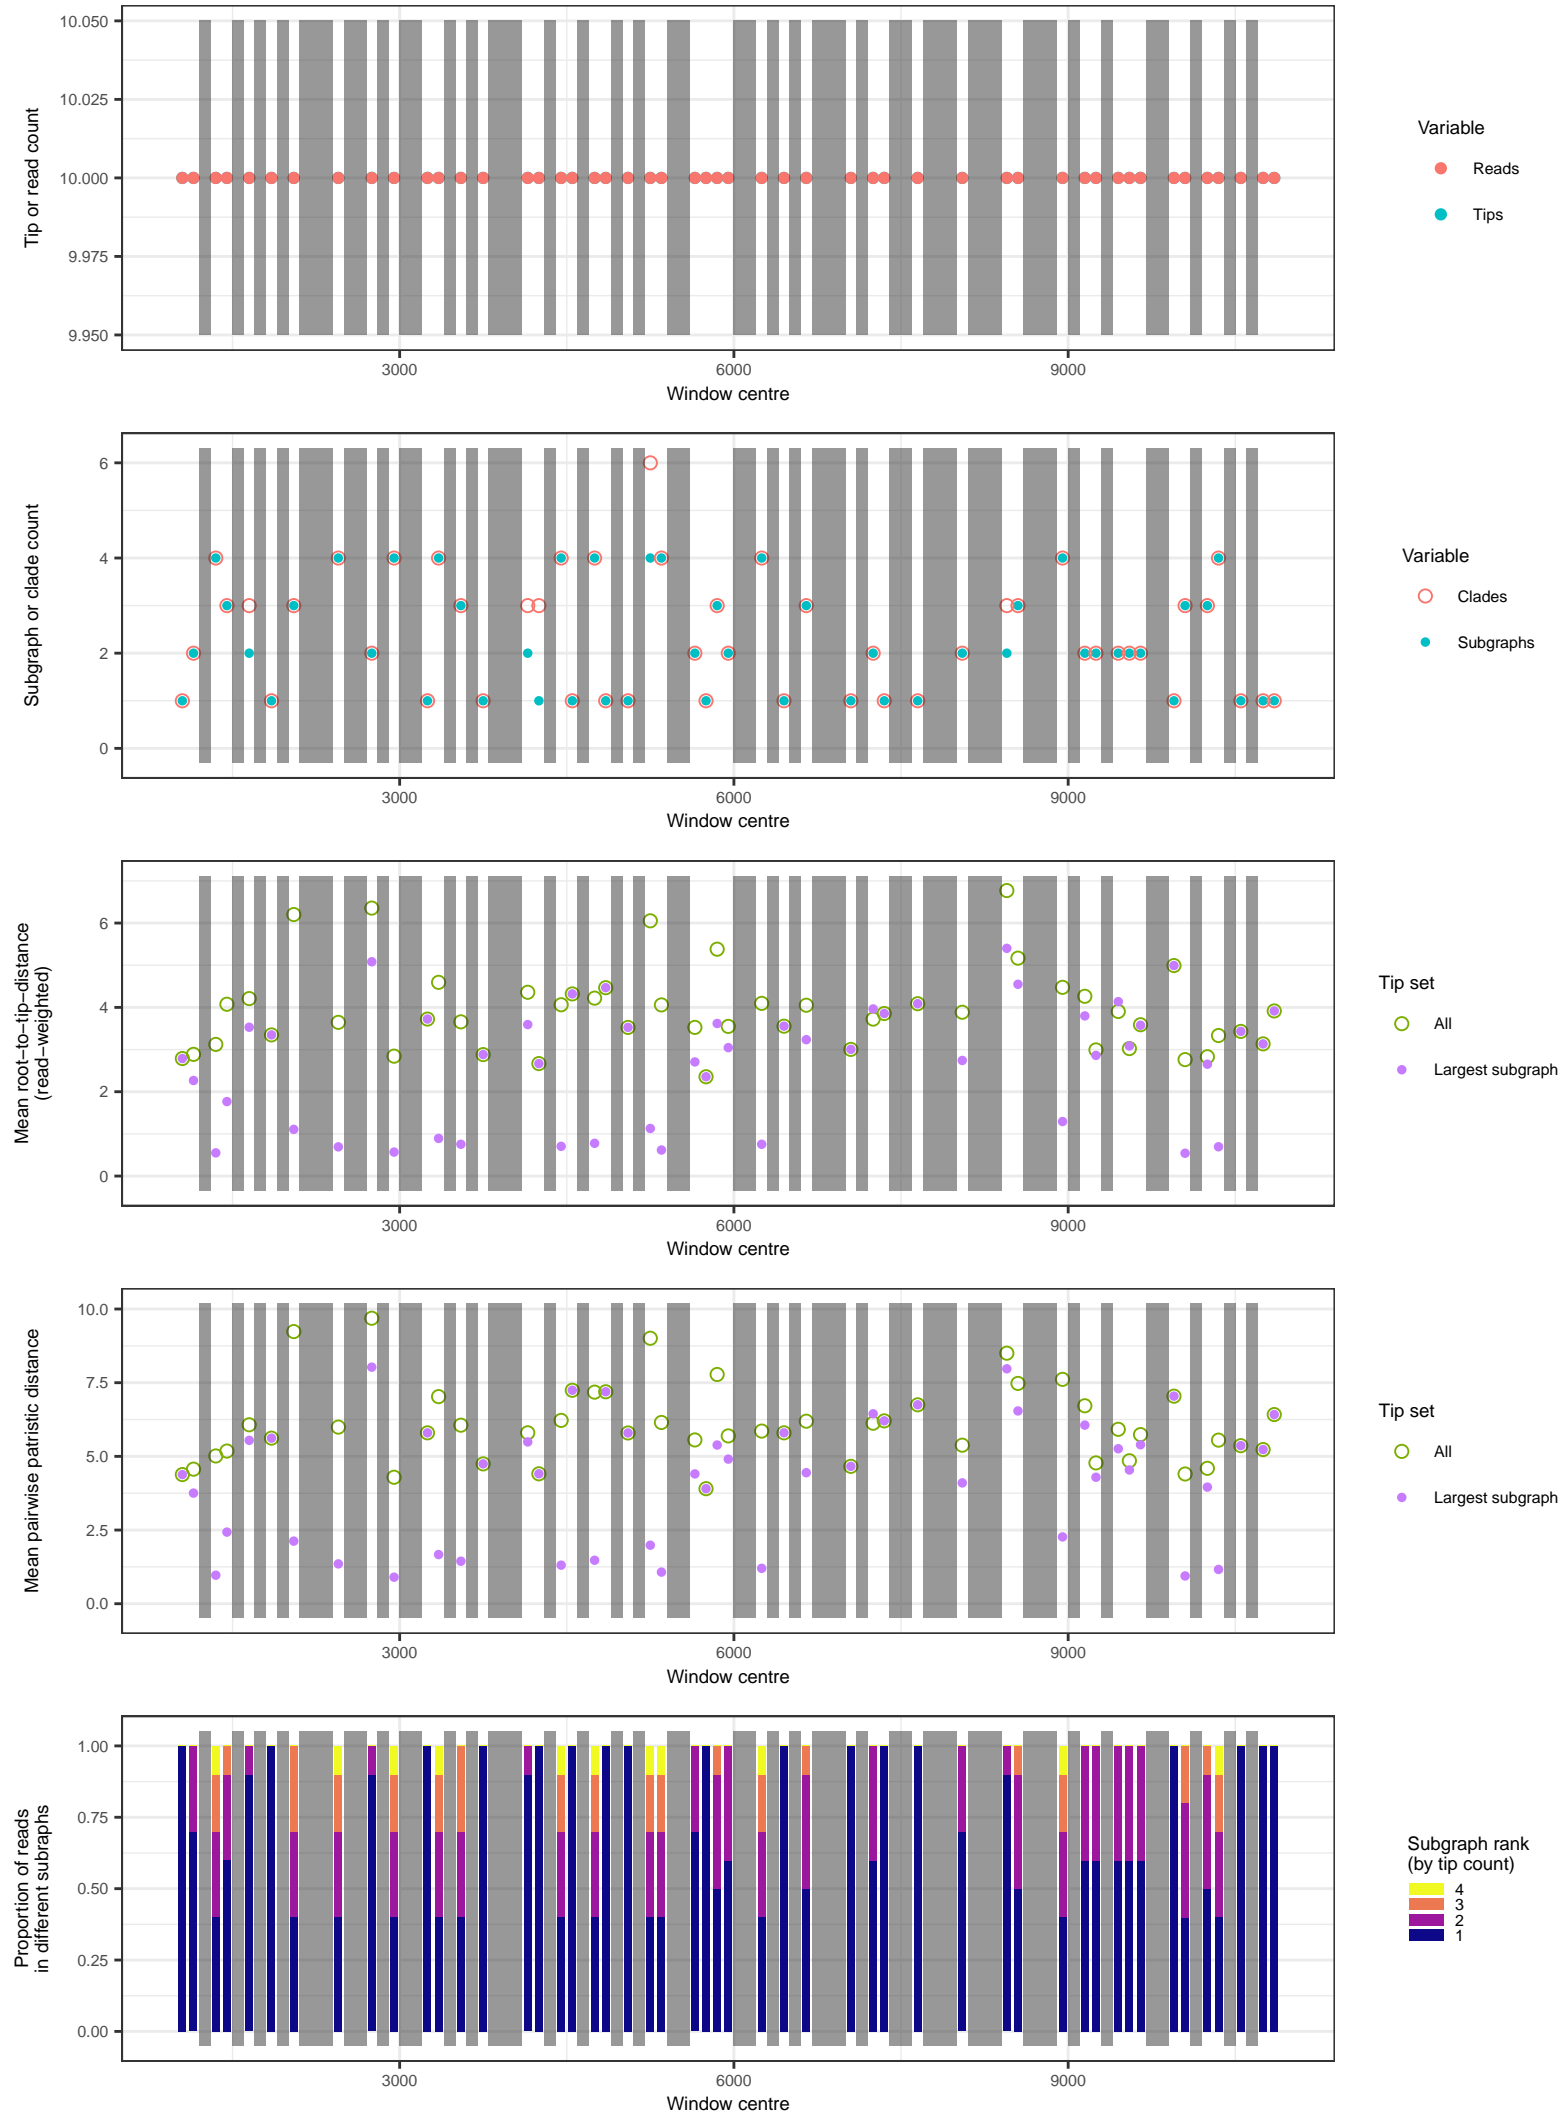 10.050
10.025
10.000
9.975
9.950
Tip or read count
3000 6000 9000
Window centre
Variable
Reads
Tips
6
4
2
0
Subgraph or clade count
3000 6000 9000
Window centre
Variable
Clades
Subgraphs
6
4
2
0
Mean root−to−tip−distance
(read−weighted)
3000 6000 9000
Window centre
Tip set
All
Largest subgraph
10.0
7.5
5.0
2.5
0.0
Mean pairwise patristic distance
3000 6000 9000
Window centre
Tip set
All
Largest subgraph
1.00
0.75
0.50
0.25
0.00
Proportion of reads
in different subraphs
3000 6000 9000
Window centre
Subgraph rank
(by tip count)
4
3
2
1